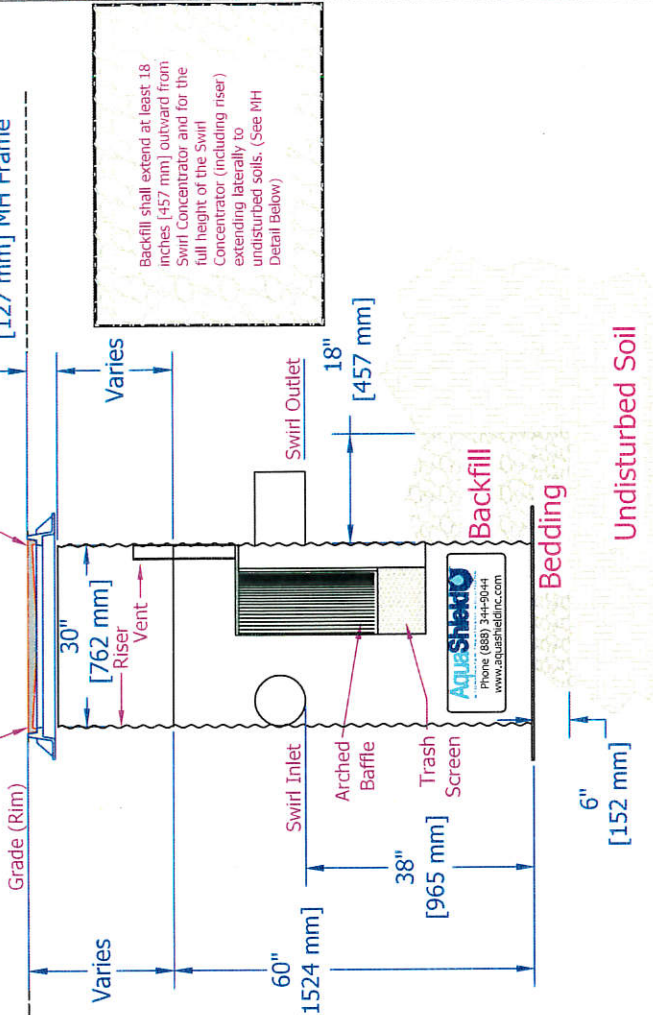 [127 mm] MH Frame
Grade (Rim)
Varies
Varies
30"
[762 mm]
Riser
Vent
Backfill shall extend at least 18
inches [457 mm] outward from
Swirl Concentrator and for the
full height of the Swirl
Concentrator (including riser)
extending laterally to
undisturbed soils. (See MH
Detail Below)
Swirl Inlet
Swirl Outlet
Arched
Baffle
Trash
Screen
18"
[457 mm]
60"
1524 mm]
38"
[965 mm]
AquaShield
Phone (888) 344-9044
www.aquashieldinc.com
Backfill
Bedding
6"
[152 mm]
Undisturbed Soil